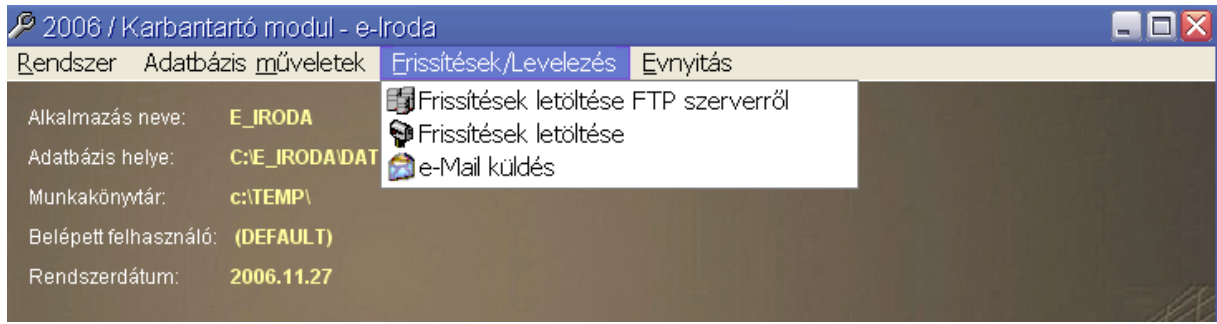 2006 / Karbantartó modul - e-Iroda
Rendszer Adatbázis műveletek Frissítések/Levelezés Evnyitás
Frissítések letöltése FTP szerverről
Frissítések letöltése
e-Mail küldés
Alkalmazás neve: E_IRODA
Adatbázis helye: C:\E_IRODA\DAT
Munkakönyvtár: c:\TEMP\
Belépett felhasználó: (DEFAULT)
Rendszerdátum: 2006.11.27